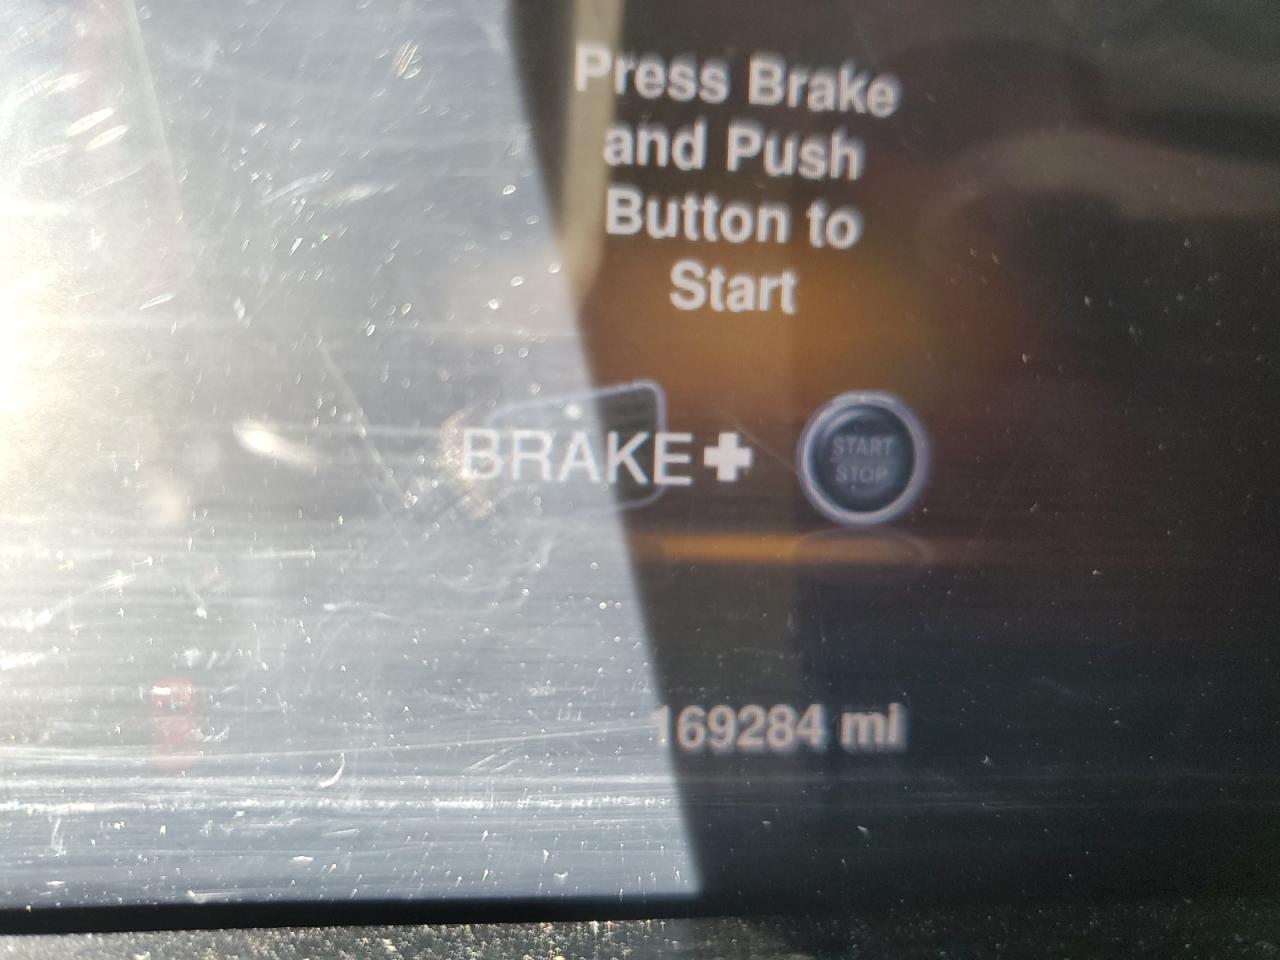 Press Brake
and Push
Button to
Start
BRAKE+
START
STOP
169284 mi